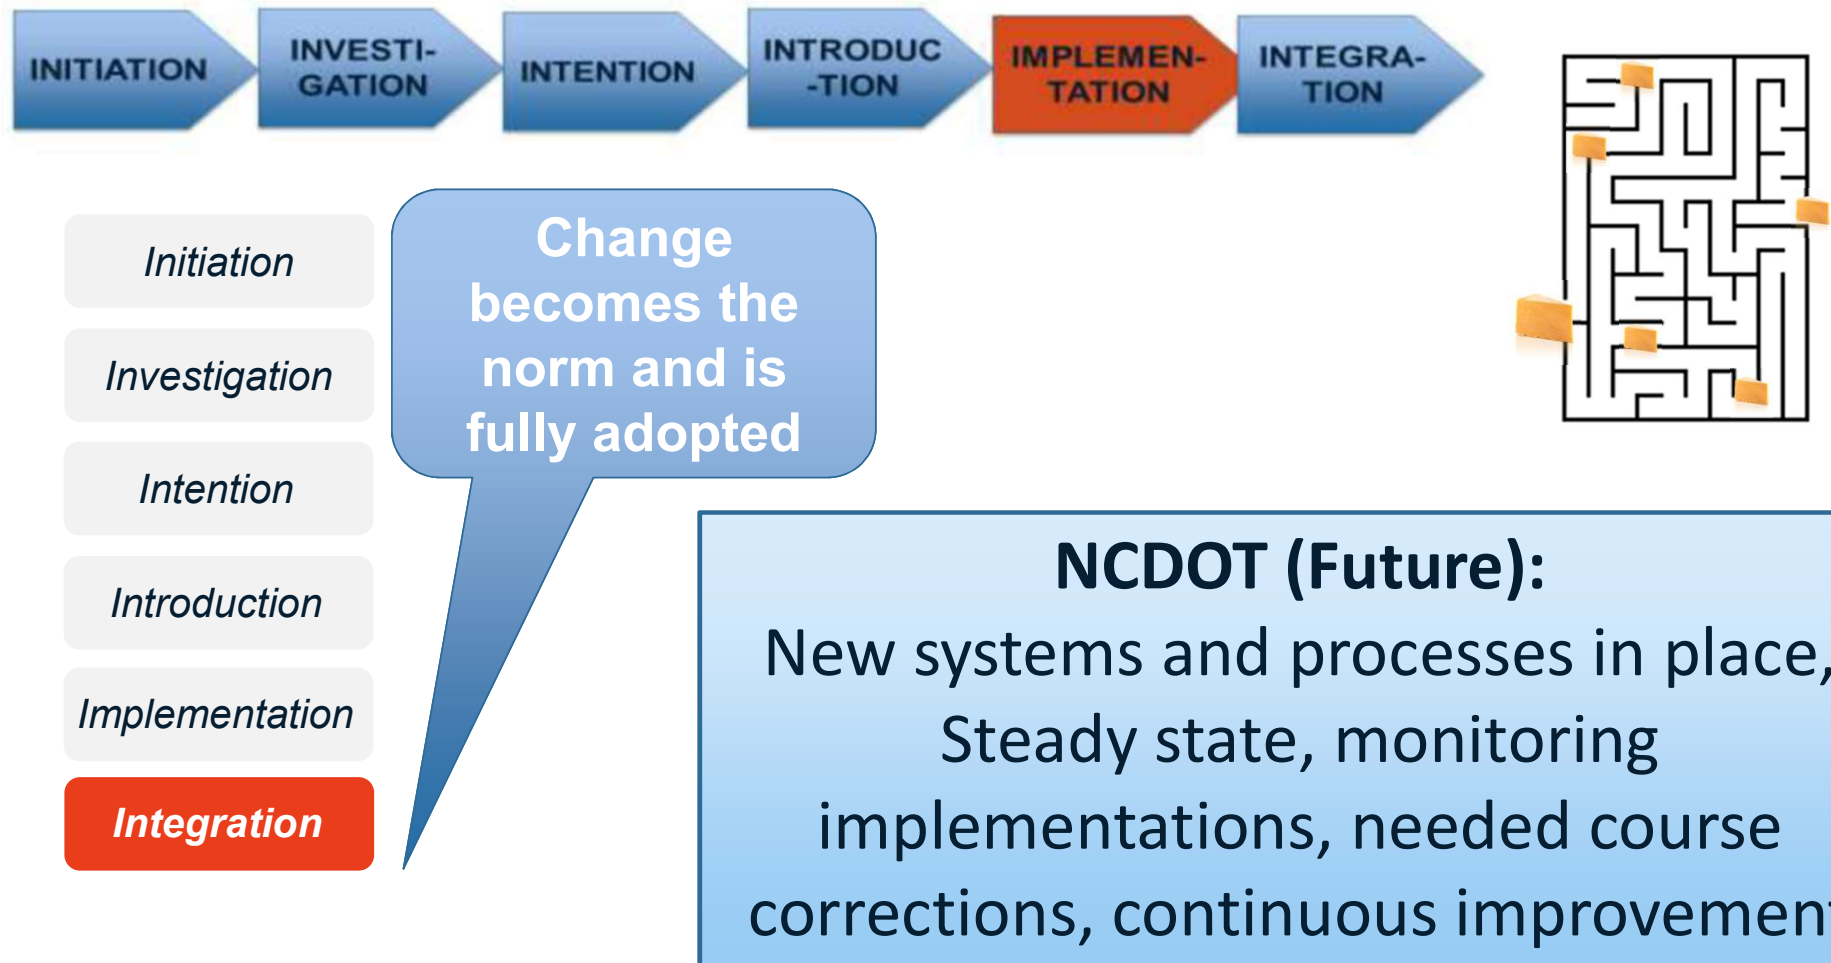 INITIATION
INVESTI-
GATION
INTENTION
INTRODUC
-TION
IMPLEMEN-
TATION
INTEGRA-
TION
Initiation
Investigation
Intention
Introduction
Implementation
Integration
Change
becomes the
norm and is
fully adopted
NCDOT (Future):
New systems and processes in place,
Steady state, monitoring
implementations, needed course
corrections, continuous improvement